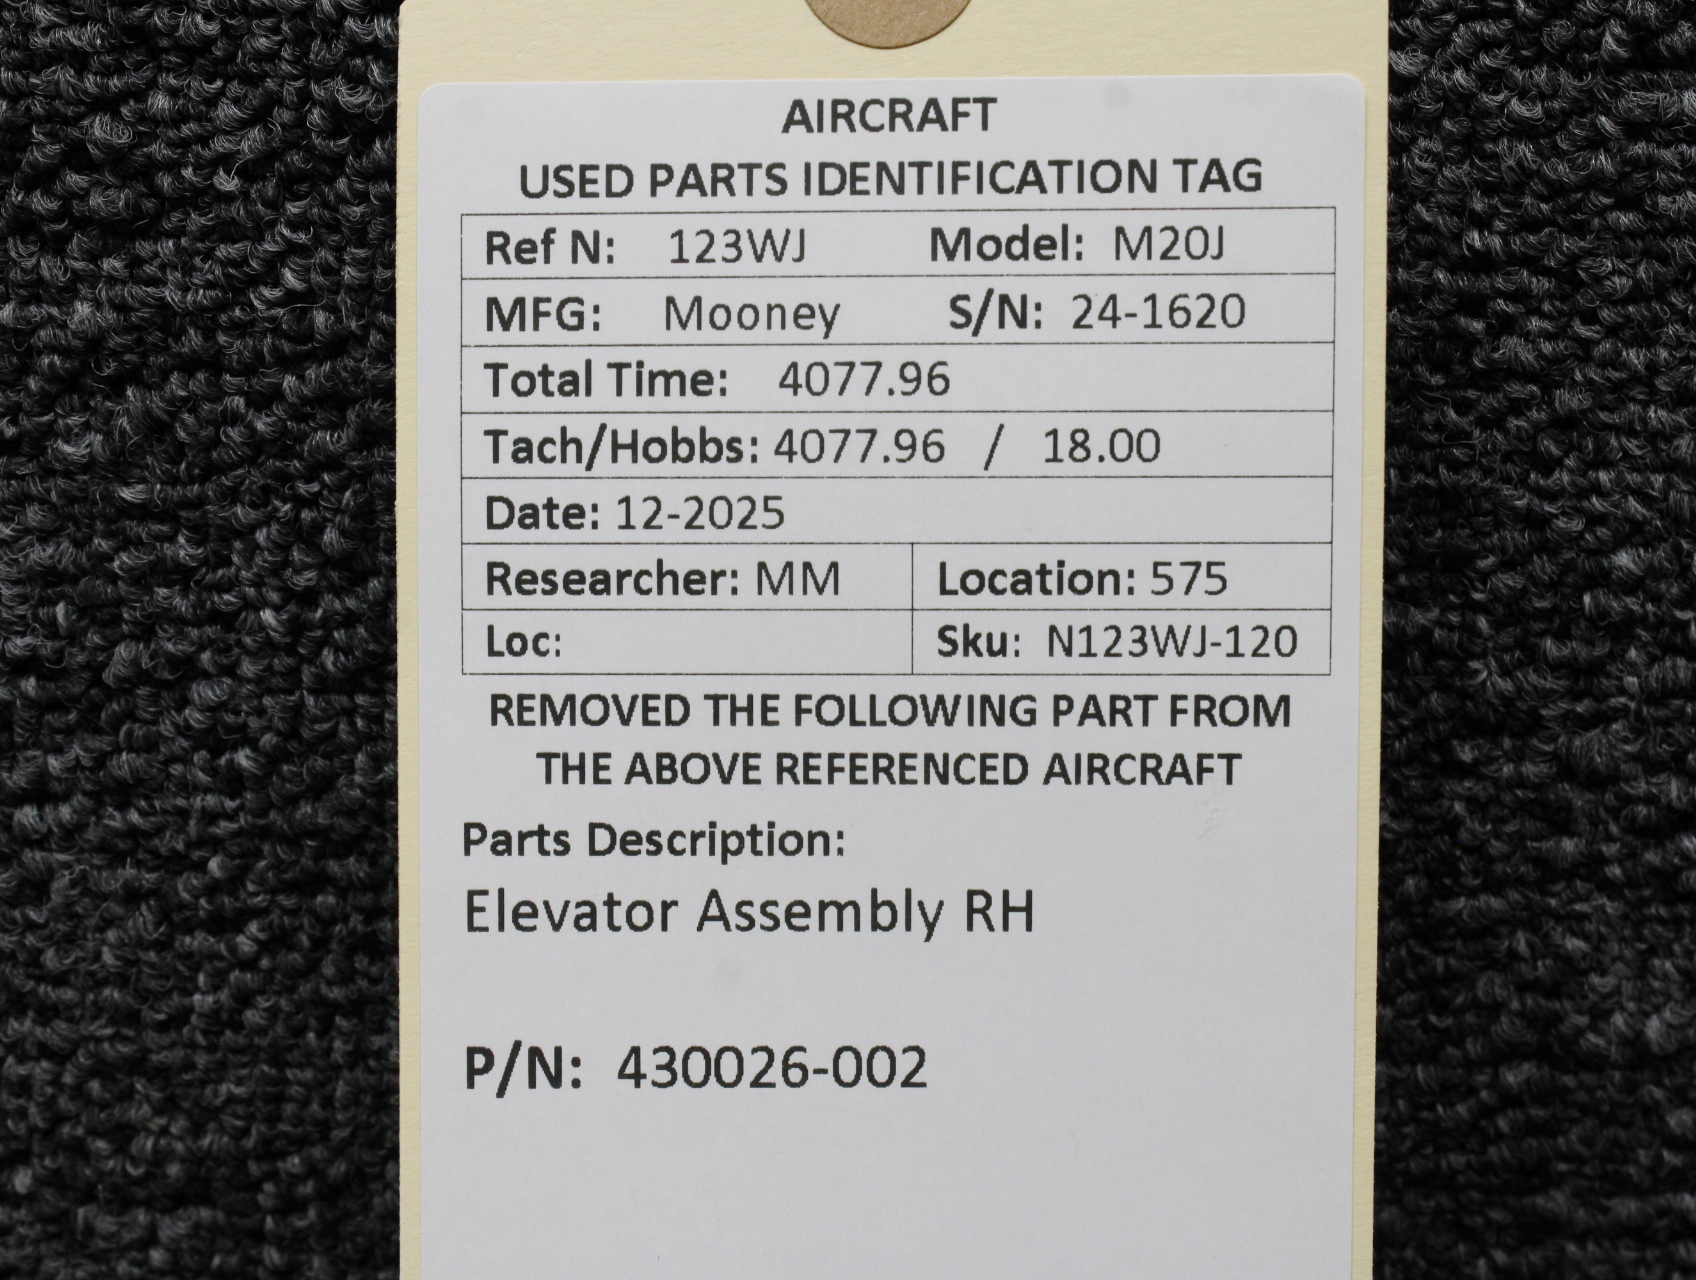 AIRCRAFT
USED PARTS IDENTIFICATION TAG
Ref N: 123WJ Model: M20J
MFG: Mooney S/N: 24-1620
Total Time: 4077.96
Tach/Hobbs: 4077.96 / 18.00
Date: 12-2025
Researcher: MM Location: 575
Loc: Sku: N123WJ-120
REMOVED THE FOLLOWING PART FROM
THE ABOVE REFERENCED AIRCRAFT
Parts Description:
Elevator Assembly RH
P/N: 430026-002